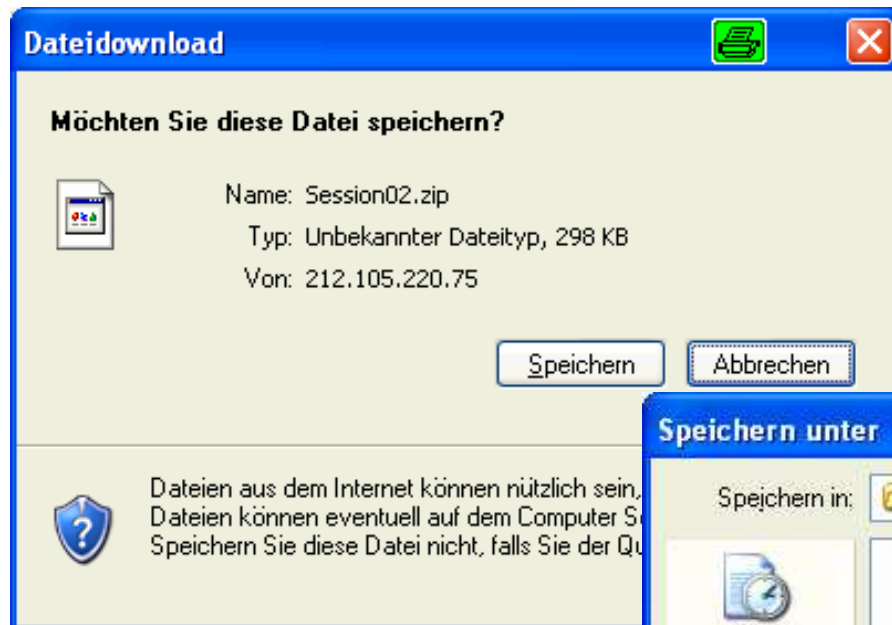 Dateidownload
Möchten Sie diese Datei speichern?
Name: Session02.zip
Typ: Unbekannter Dateityp, 298 KB
Von: 212.105.220.75
Speichern Abbrechen
Speichern unter
Dateien aus dem Internet können nützlich sein,
Dateien können eventuell auf dem Computer
Speichern Sie diese Datei nicht, falls Sie der
Speichern in: